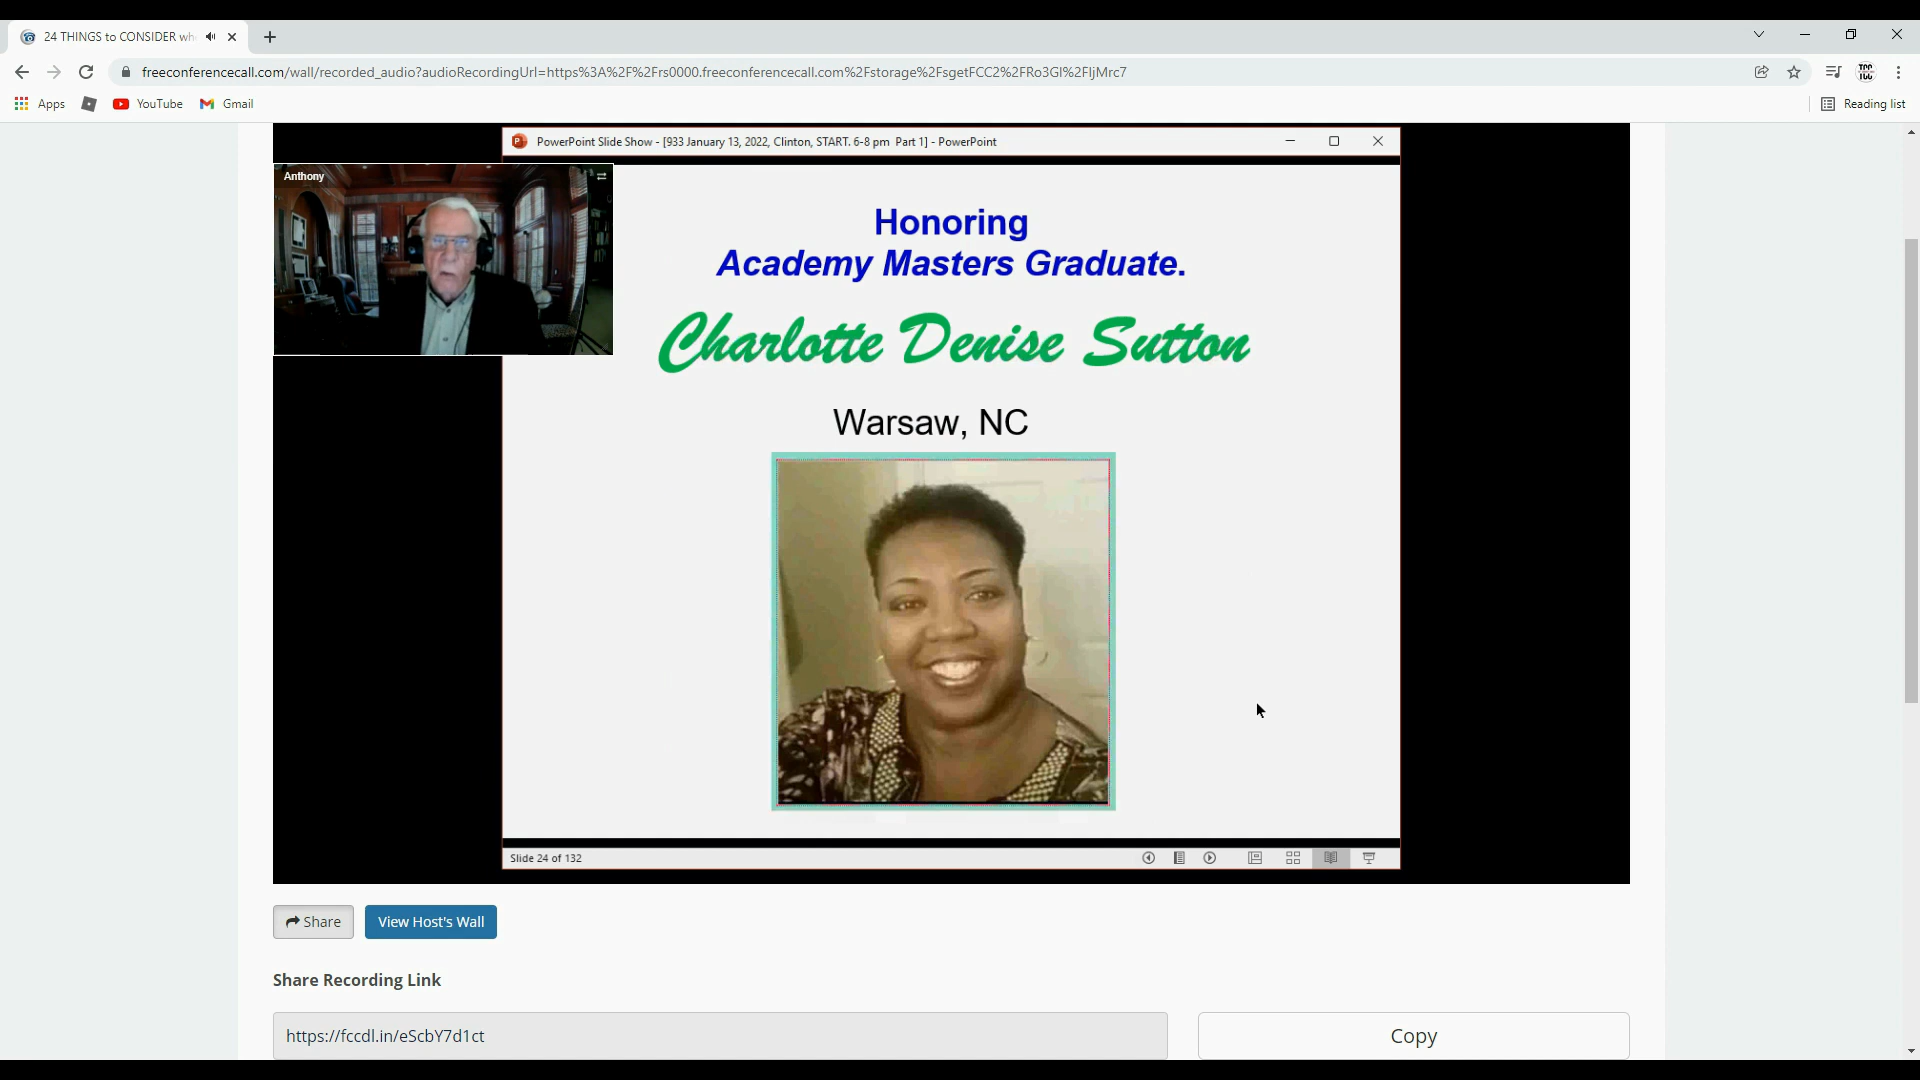 24 THINGS to CONSIDER wh
freeconferencecall.com/wall/recorded_audio?audioRecordingUrl=https%3A%2F%2Frs0000.freeconferencecall.com%2Fstorage%2FsgetFCC2%2FRo3Gl%2FljMrc7
Apps
YouTube
Gmail
Reading list
PowerPoint Slide Show - [933 January 13, 2022, Clinton, START. 6-8 pm Part 1] - PowerPoint
Anthony
Honoring
Academy Masters Graduate.
Charlotte Denise Sutton
Warsaw, NC
Slide 24 of 132
Share
View Host's Wall
Share Recording Link
https://fccdl.in/eScbY7d1ct
Copy